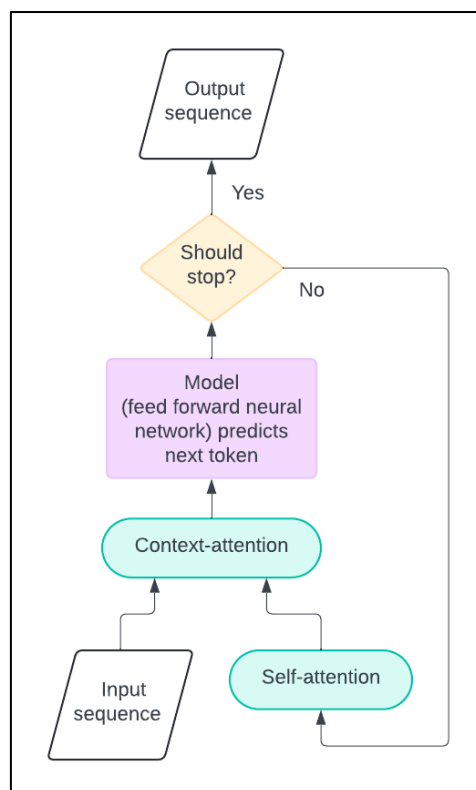 Output
sequence
Yes
Should
stop?
No
Model
(feed forward neural
network) predicts
next token
Context-attention
Self-attention
Input
sequence